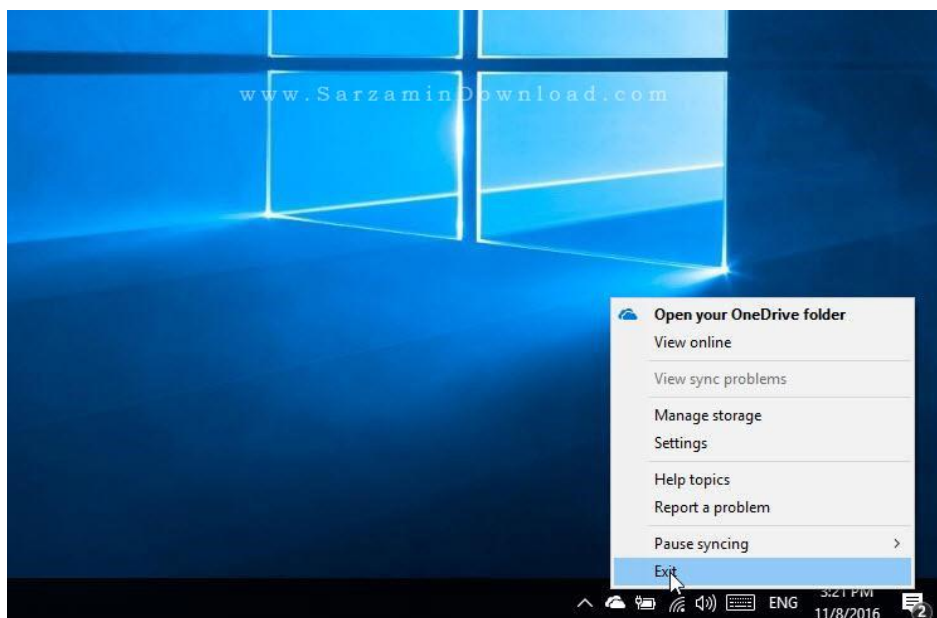 www.SarzaminDownload.com
Open your OneDrive folder
View online
View sync problems
Manage storage
Settings
Help topics
Report a problem
Pause syncing
Exit
ENG
3:21 PM
11/8/2016
2